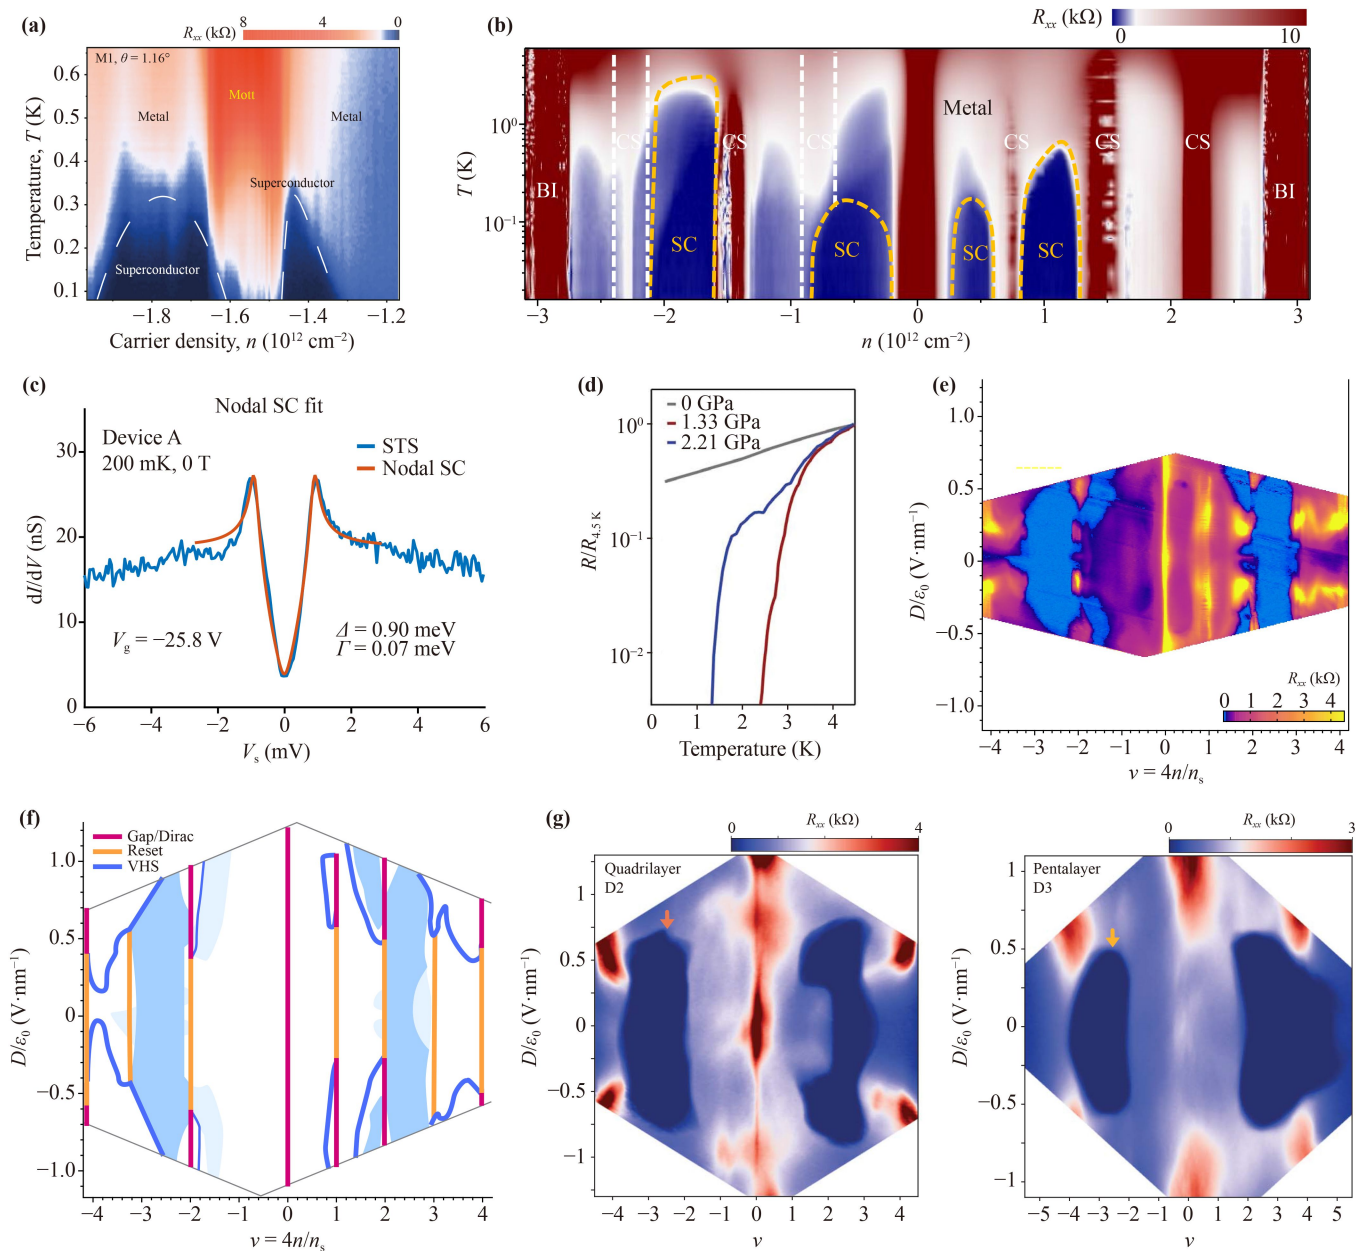 (a)
R_xx (kΩ)
8 4 0
M1, θ = 1.16°
Mott
Metal
Metal
Superconductor
Superconductor
0.6
0.5
0.4
0.3
0.2
0.1
Temperature, T (K)
−1.8 −1.6 −1.4 −1.2
Carrier density, n (10¹² cm⁻²)
(b)
R_xx (kΩ)
0 10
BI CS SC CS CS SC Metal SC CS SC CS CS BI
10⁰
10⁻¹
T (K)
−3 −2 −1 0 1 2 3
n (10¹² cm⁻²)
(c)
Nodal SC fit
Device A
200 mK, 0 T
STS
Nodal SC
V_g = −25.8 V
Δ = 0.90 meV
Γ = 0.07 meV
30
20
10
0
dI/dV (nS)
−6 −4 −2 0 2 4 6
V_s (mV)
(d)
0 GPa
1.33 GPa
2.21 GPa
10⁰
10⁻¹
10⁻²
R/R_4.5 K
0 1 2 3 4
Temperature (K)
(e)
1.0
0.5
0
−0.5
−1.0
D/ε₀ (V·nm⁻¹)
R_xx (kΩ)
0 1 2 3 4
−4 −3 −2 −1 0 1 2 3 4
ν = 4n/n_s
(f)
Gap/Dirac
Reset
VHS
1.0
0.5
0
−0.5
−1.0
D/ε₀ (V·nm⁻¹)
−4 −3 −2 −1 0 1 2 3 4
ν = 4n/n_s
(g)
R_xx (kΩ)
0 4
Quadrilayer
D2
1
0.5
0
−0.5
−1
D/ε₀ (V·nm⁻¹)
−4 −3 −2 −1 0 1 2 3 4
ν
R_xx (kΩ)
0 3
Pentalayer
D3
1
0.5
0
−0.5
−1
D/ε₀ (V·nm⁻¹)
−5 −4 −3 −2 −1 0 1 2 3 4 5
ν